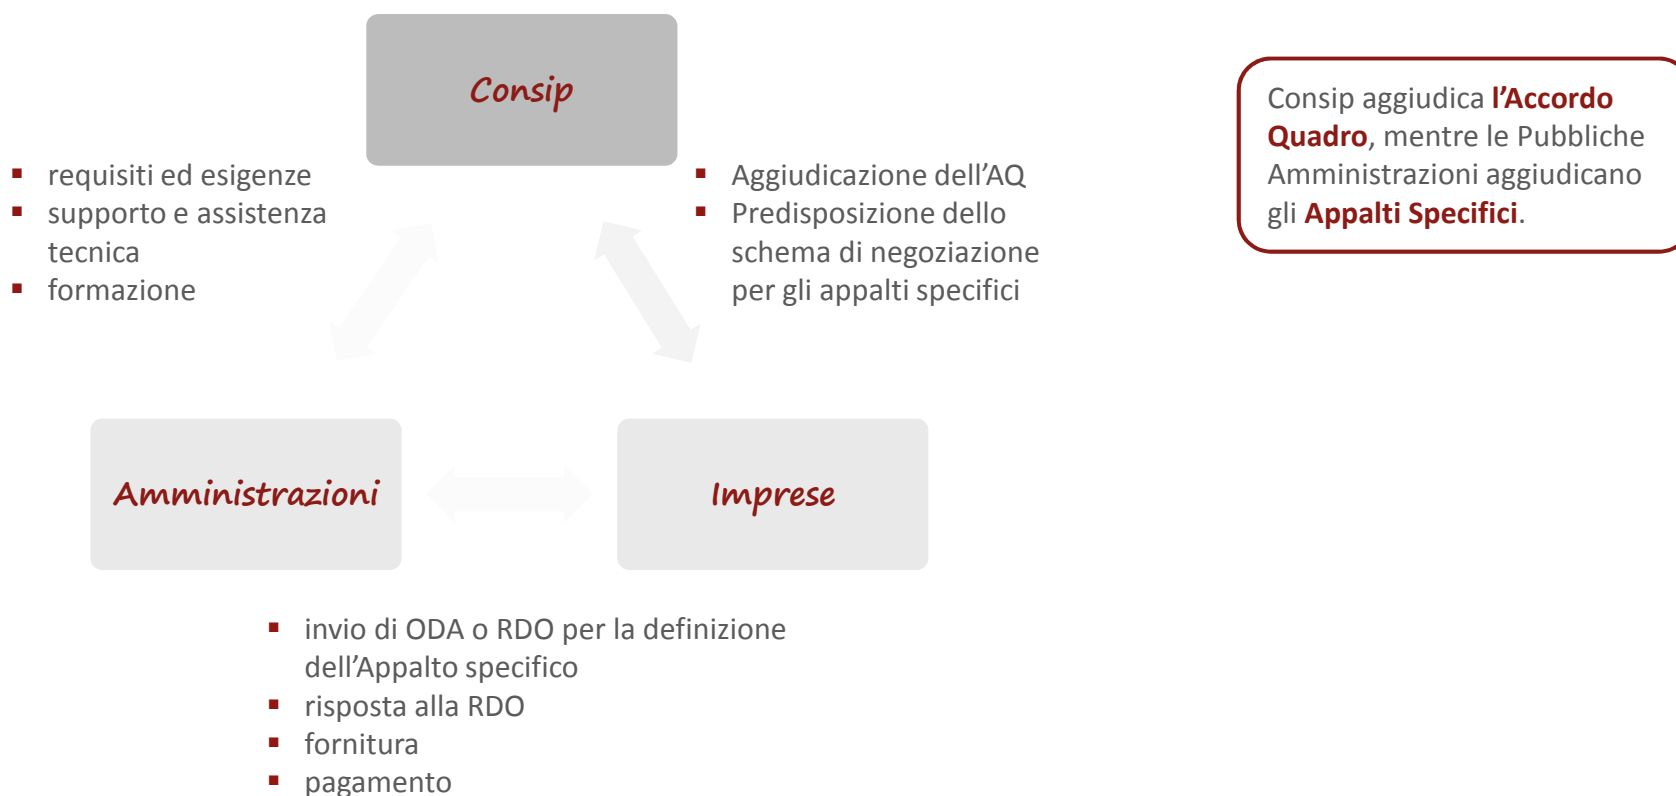 Consip
Consip aggiudica l’Accordo
Quadro, mentre le Pubbliche
Amministrazioni aggiudicano
gli Appalti Specifici.
▪ requisiti ed esigenze
▪ supporto e assistenza
tecnica
▪ formazione
▪ Aggiudicazione dell’AQ
▪ Predisposizione dello
schema di negoziazione
per gli appalti specifici
Amministrazioni
Imprese
▪ invio di ODA o RDO per la definizione
dell’Appalto specifico
▪ risposta alla RDO
▪ fornitura
▪ pagamento